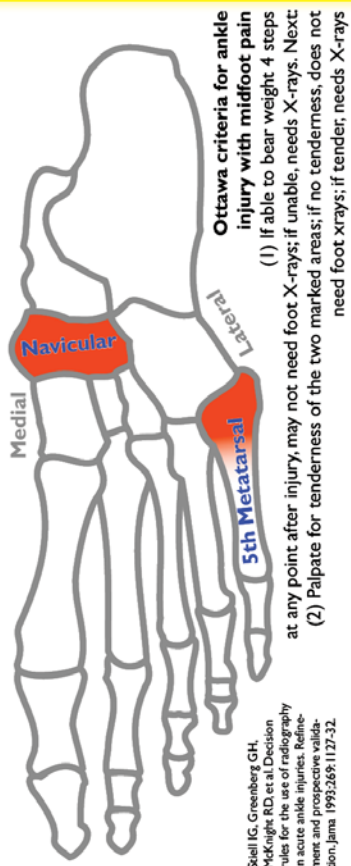 Medial
Navicular
Lateral
5th Metatarsal
Ottawa criteria for ankle
injury with midfoot pain
(1) If able to bear weight 4 steps
at any point after injury, may not need foot X-rays; if unable, needs X-rays. Next:
(2) Palpate for tenderness of the two marked areas; if no tenderness, does not
need foot xrays; if tender, needs X-rays
Stiell IG, Greenberg GH,
McKnight RD, et al. Decision
rules for the use of radiography
n acute ankle injuries. Refine-
ment and prospective valida-
tion. Jama 1993;269:1127-32.